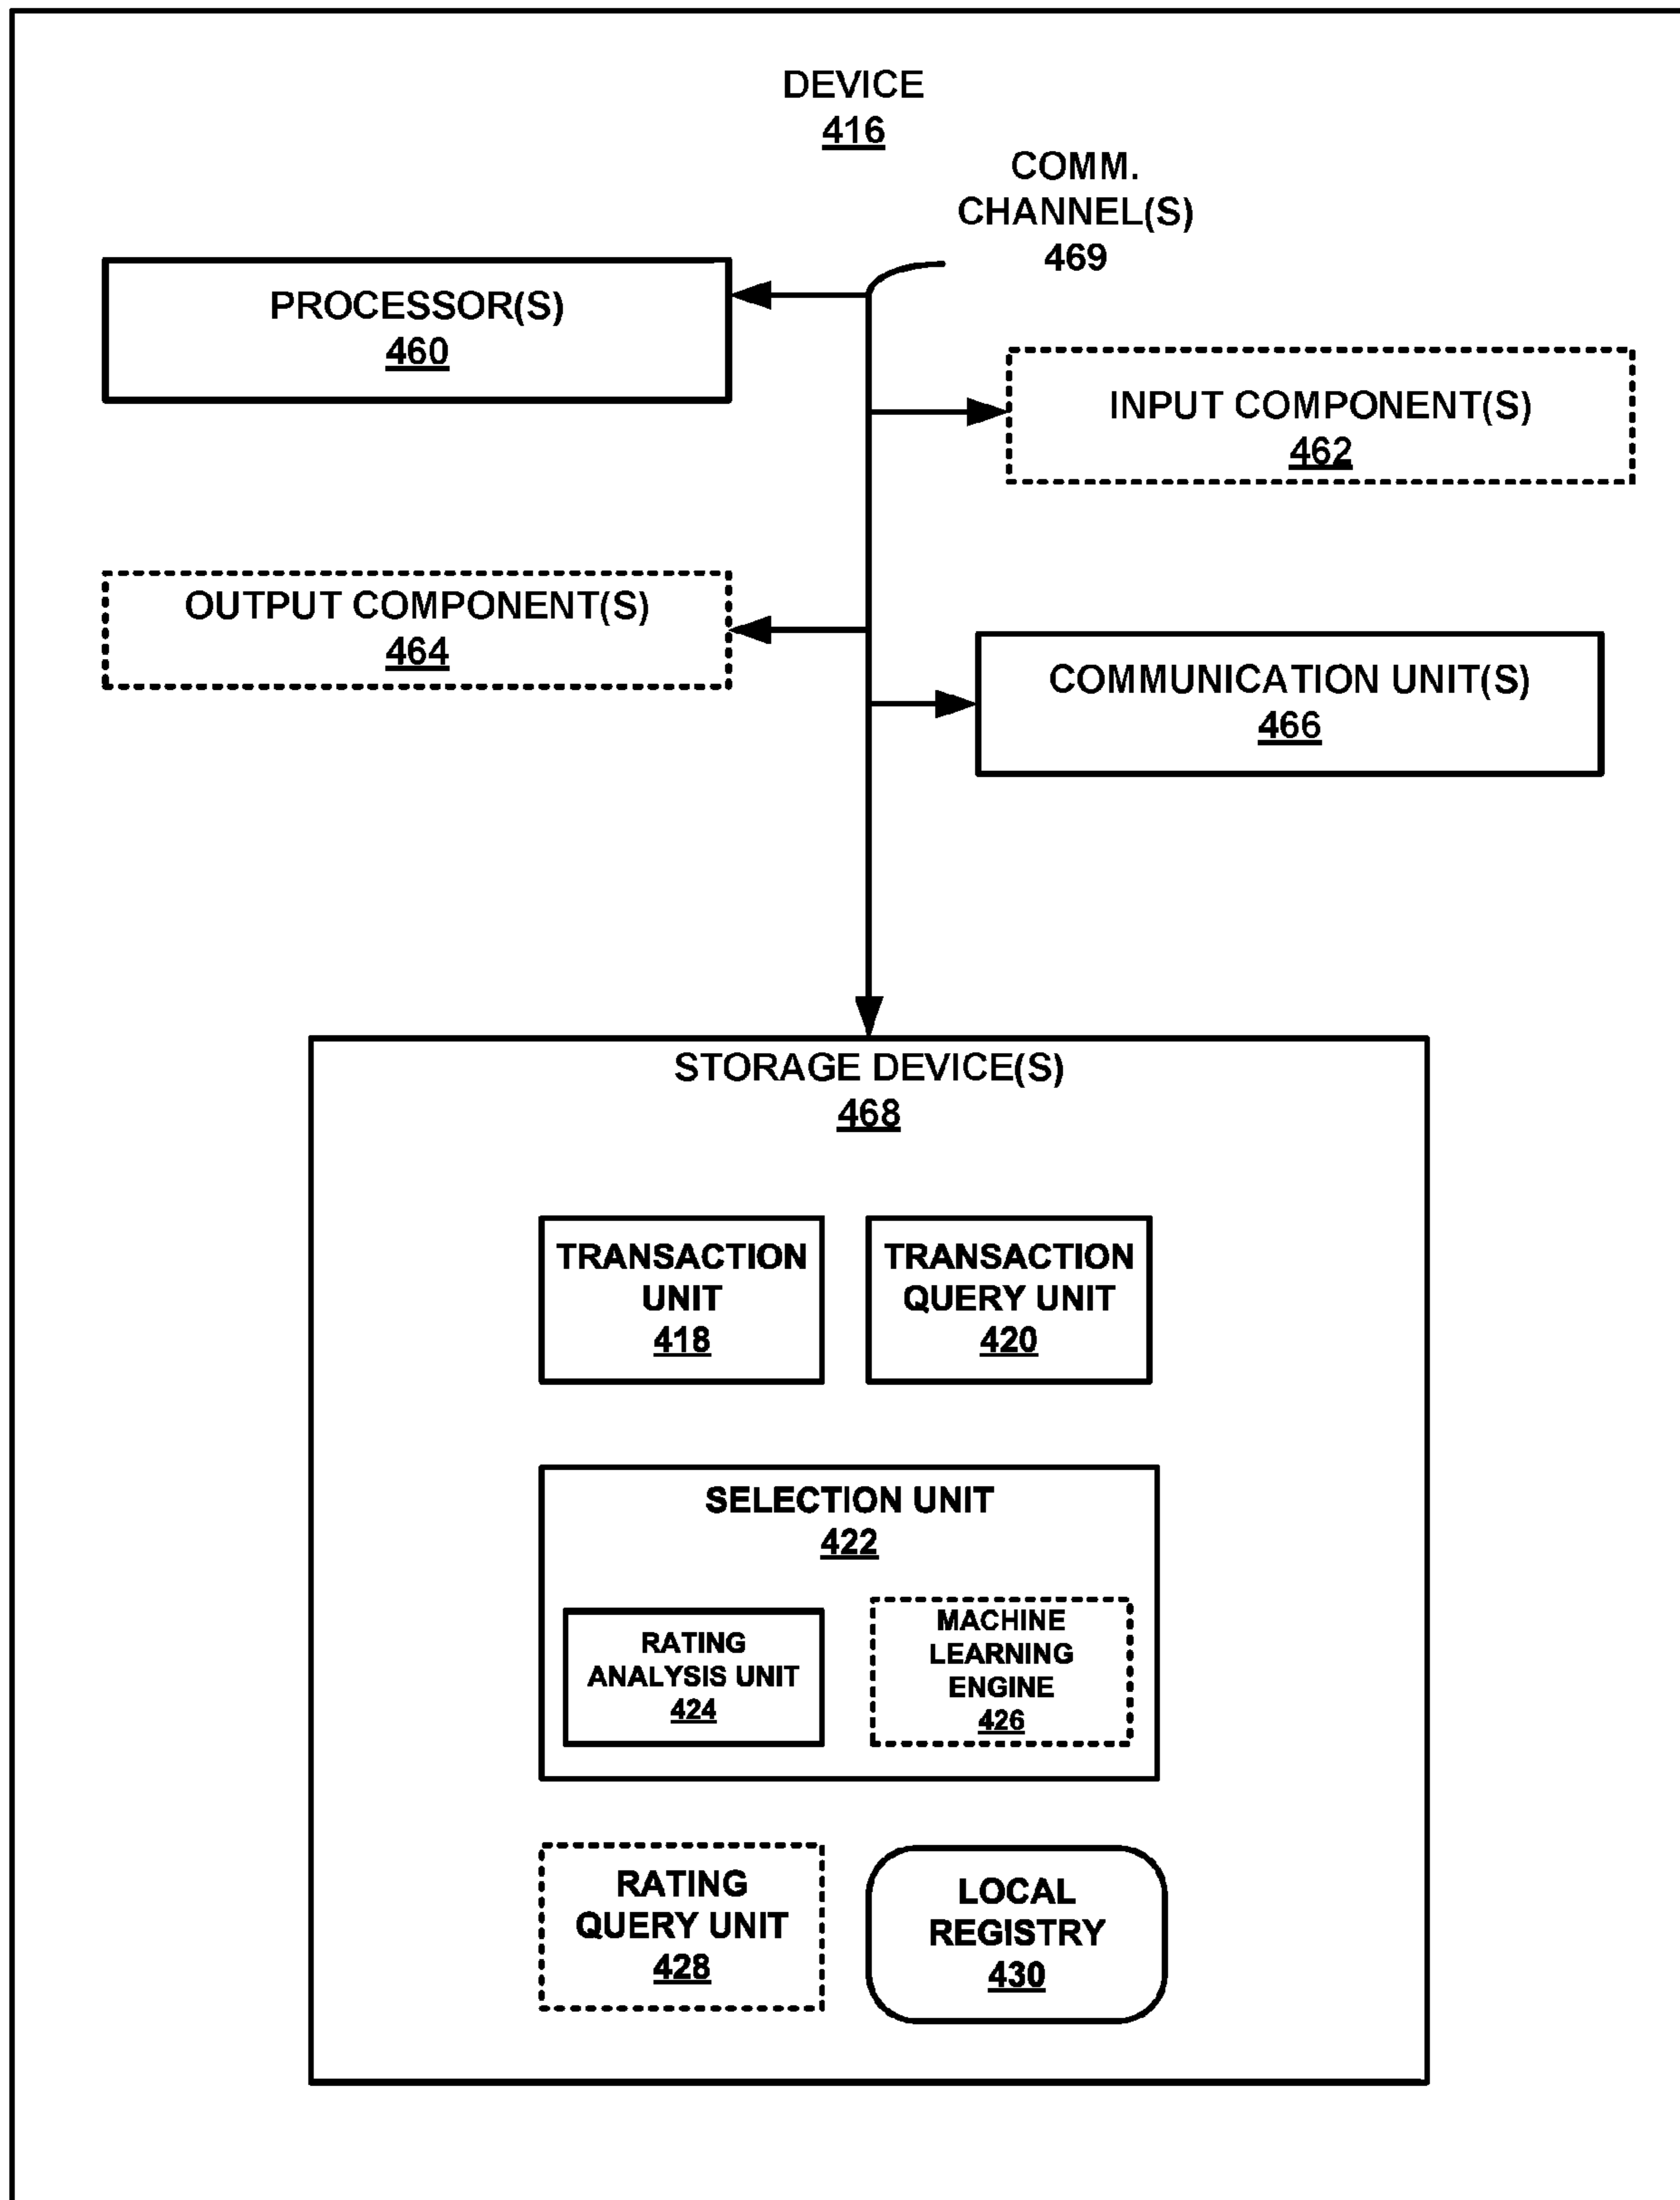 DEVICE
416
COMM.
CHANNEL(S)
469
PROCESSOR(S)
460
INPUT COMPONENT(S)
462
OUTPUT COMPONENT(S)
464
COMMUNICATION UNIT(S)
466
STORAGE DEVICE(S)
468
TRANSACTION
UNIT
418
TRANSACTION
QUERY UNIT
420
SELECTION UNIT
422
RATING
ANALYSIS UNIT
424
MACHINE
LEARNING
ENGINE
426
RATING
QUERY UNIT
428
LOCAL
REGISTRY
430